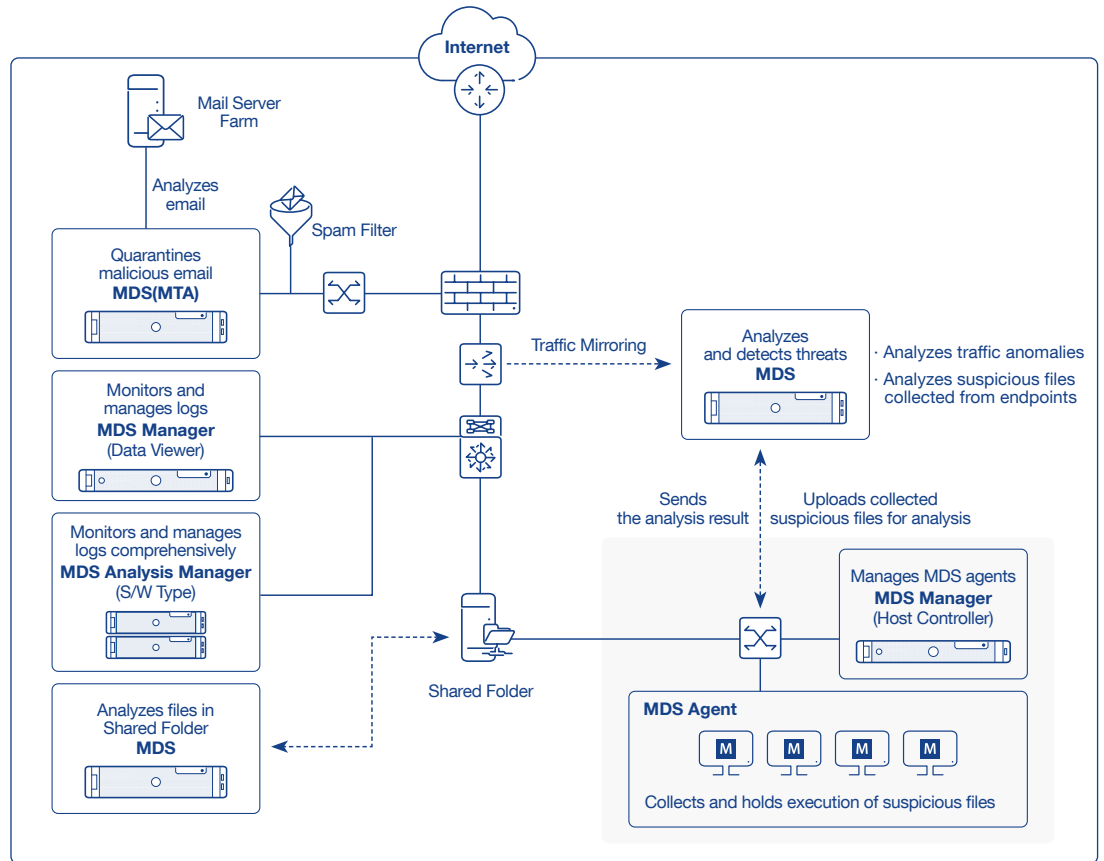 Internet
Mail Server
Farm
Analyzes
email
Spam Filter
Quarantines
malicious email
MDS(MTA)
Traffic Mirroring
Analyzes
and detects threats
MDS
· Analyzes traffic anomalies
· Analyzes suspicious files
collected from endpoints
Monitors and
manages logs
MDS Manager
(Data Viewer)
Sends
the analysis result
Uploads collected
suspicious files for analysis
Monitors and manages
logs comprehensively
MDS Analysis Manager
(S/W Type)
Manages MDS agents
MDS Manager
(Host Controller)
Shared Folder
Analyzes files in
Shared Folder
MDS
MDS Agent
M
M
M
M
Collects and holds execution of suspicious files